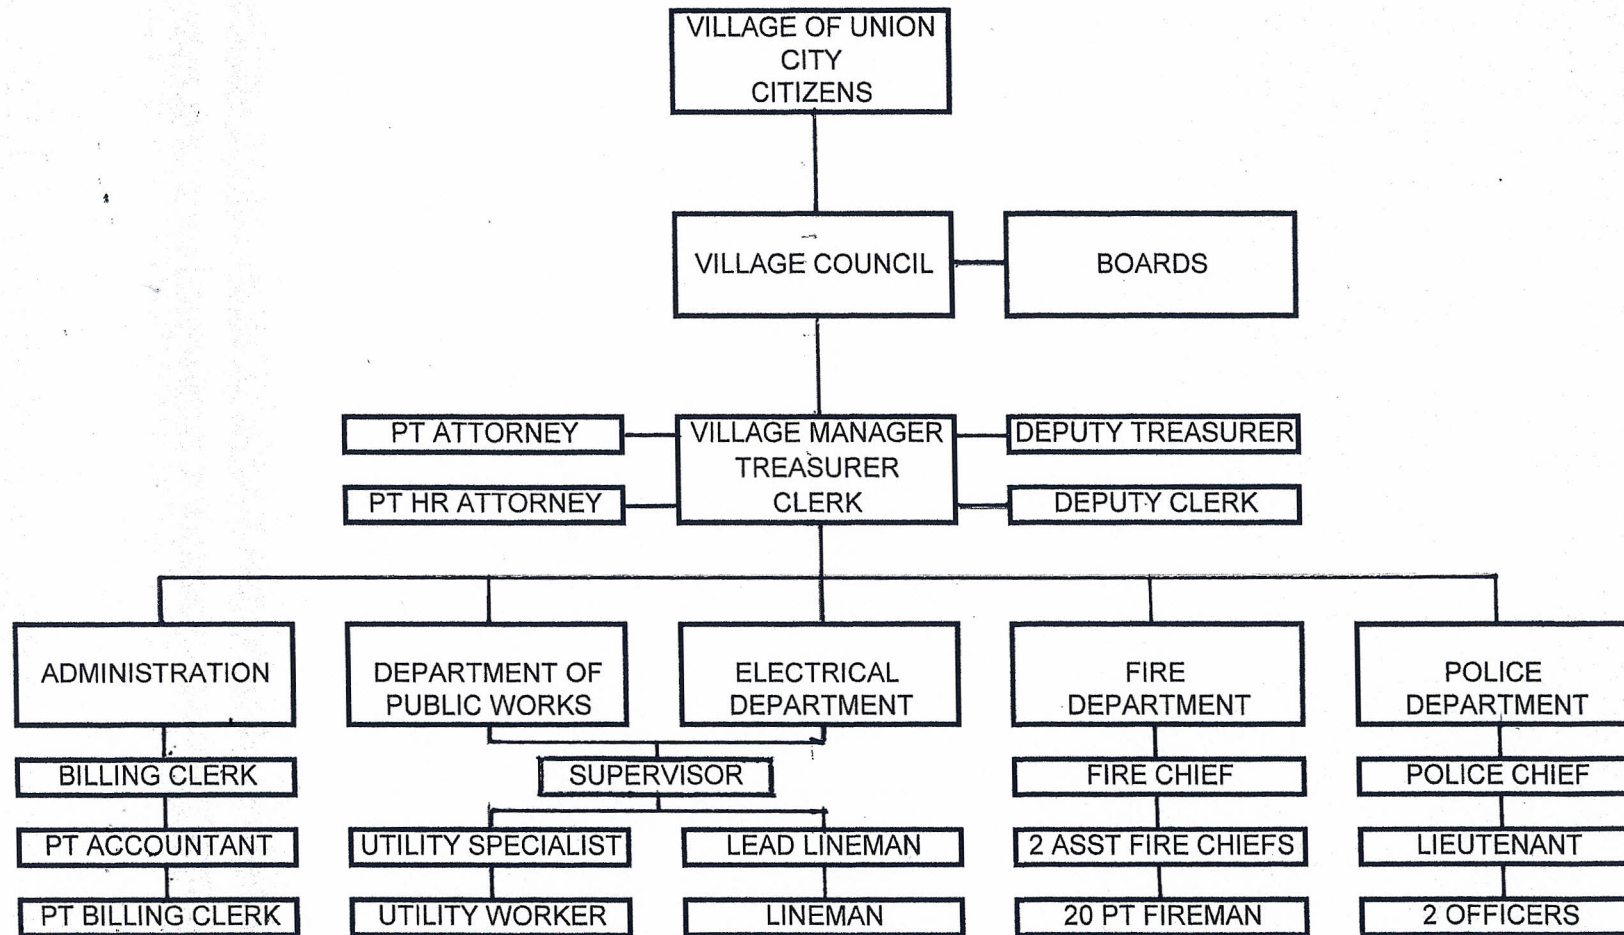 VILLAGE OF UNION
CITY
CITIZENS
VILLAGE COUNCIL
BOARDS
PT ATTORNEY
VILLAGE MANAGER
TREASURER
CLERK
DEPUTY TREASURER
PT HR ATTORNEY
DEPUTY CLERK
ADMINISTRATION
DEPARTMENT OF
PUBLIC WORKS
ELECTRICAL
DEPARTMENT
FIRE
DEPARTMENT
POLICE
DEPARTMENT
BILLING CLERK
SUPERVISOR
FIRE CHIEF
POLICE CHIEF
PT ACCOUNTANT
UTILITY SPECIALIST
LEAD LINEMAN
2 ASST FIRE CHIEFS
LIEUTENANT
PT BILLING CLERK
UTILITY WORKER
LINEMAN
20 PT FIREMAN
2 OFFICERS